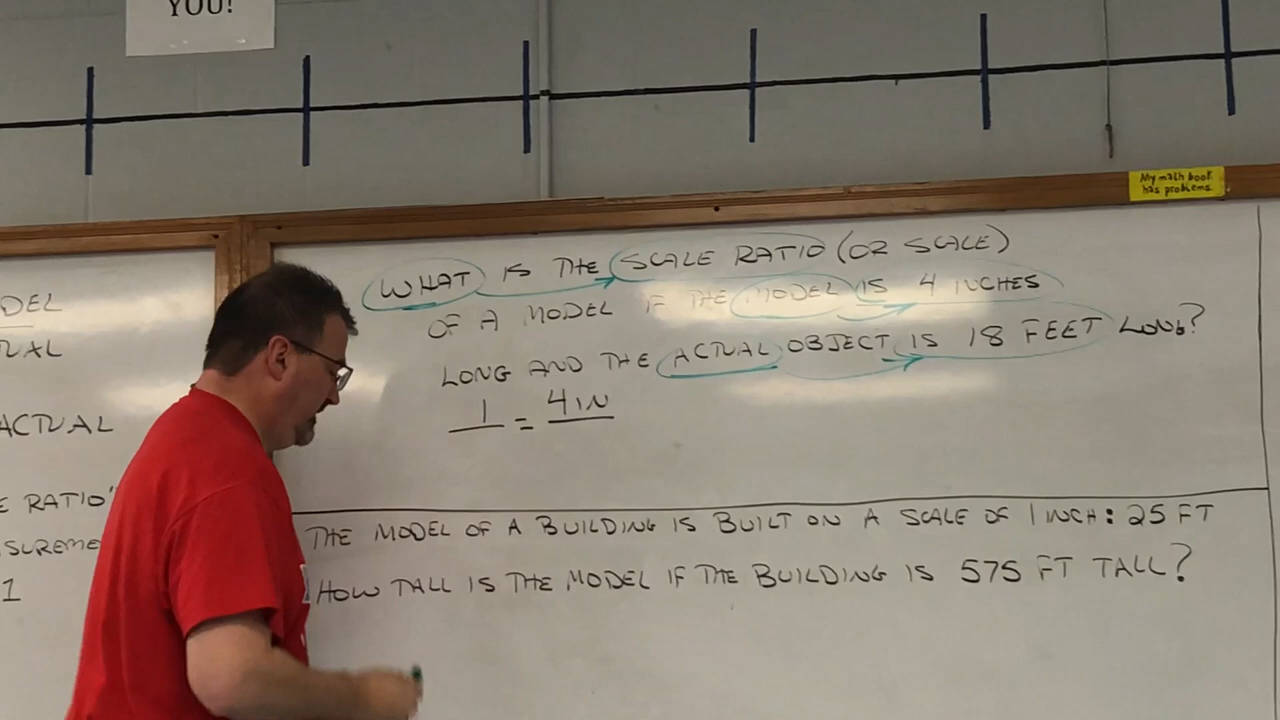 YOU!
My math book
has problems.
DEL
UAL
ACTUAL
E RATIO"
SUREME
1
WHAT IS THE SCALE RATIO (OR SCALE)
OF A MODEL IF THE MODEL IS 4 INCHES
LONG AND THE ACTUAL OBJECT IS 18 FEET LONG?
1 = 4 IN
THE MODEL OF A BUILDING IS BUILT ON A SCALE OF 1 INCH: 25 FT
HOW TALL IS THE MODEL IF THE BUILDING IS 575 FT TALL?